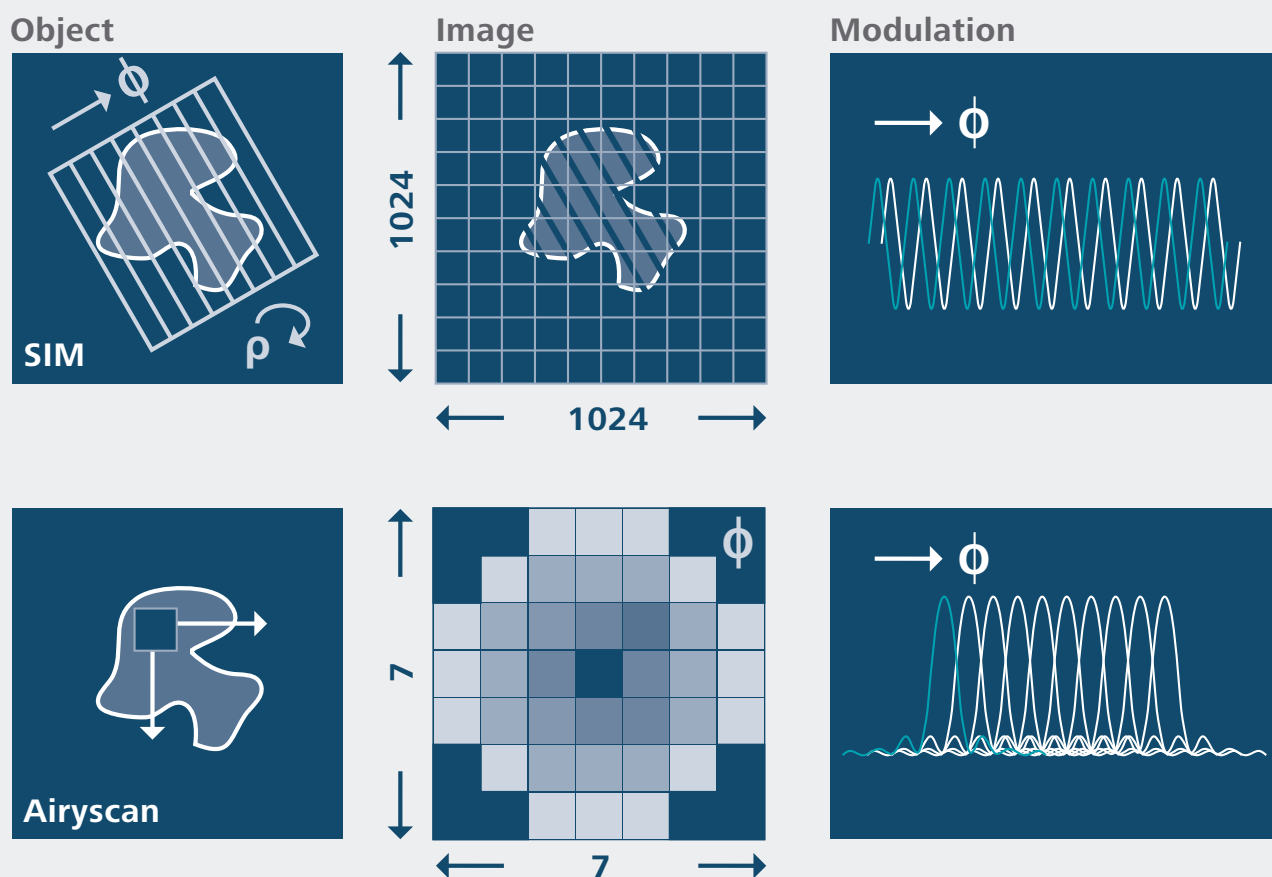 Object
Image
Modulation
ϕ
ρ
SIM
1024
1024
ϕ
Airyscan
7
7
ϕ
ϕ